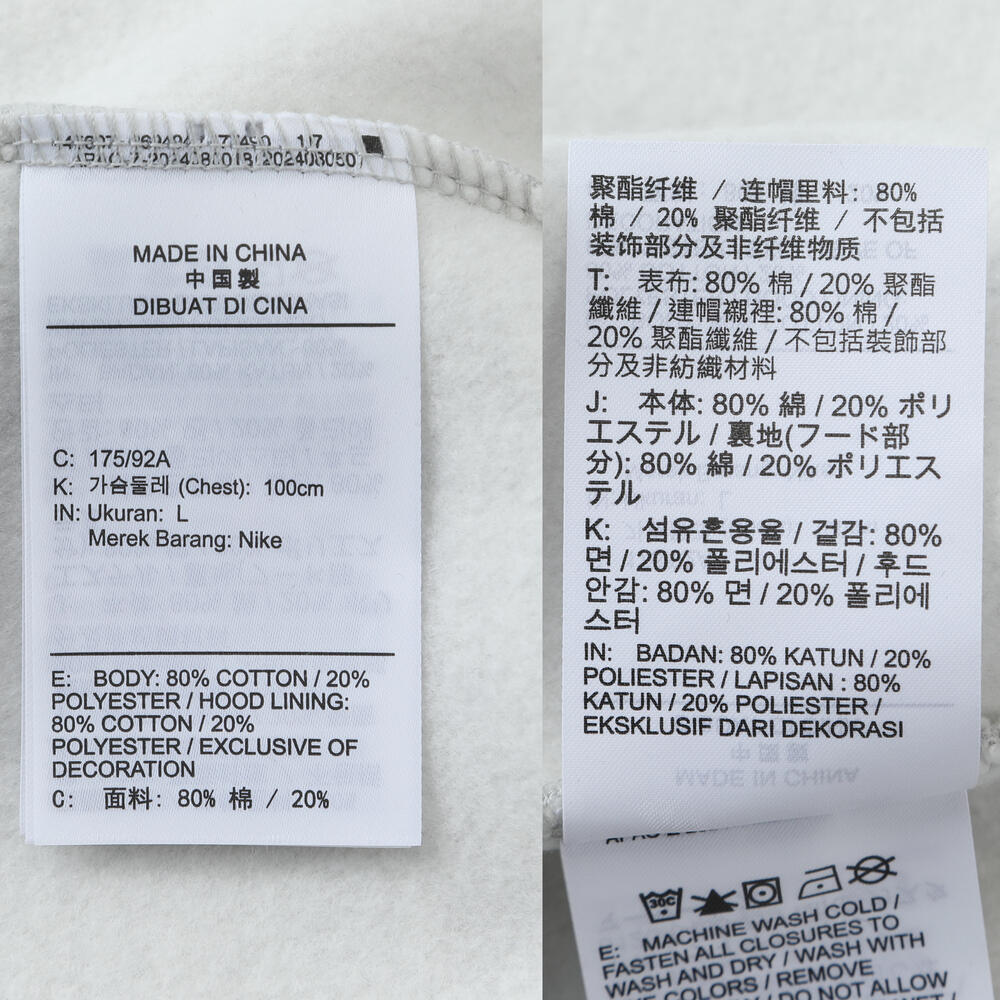 MADE IN CHINA
中国製
DIBUAT DI CINA
C: 175/92A
K: 가슴둘레 (Chest): 100cm
IN: Ukuran: L
Merek Barang: Nike
E: BODY: 80% COTTON / 20%
POLYESTER / HOOD LINING:
80% COTTON / 20%
POLYESTER / EXCLUSIVE OF
DECORATION
C: 面料: 80% 棉 / 20%
聚酯纤维 / 连帽里料: 80%
棉 / 20% 聚酯纤维 / 不包括
装饰部分及非纤维物质
T: 表布: 80% 棉 / 20% 聚酯
纖維 / 連帽襯裡: 80% 棉 /
20% 聚酯纖維 / 不包括裝飾部
分及非紡織材料
J: 本体: 80% 綿 / 20% ポリ
エステル / 裏地(フード部
分): 80% 綿 / 20% ポリエス
テル
K: 섬유혼용율 / 겉감: 80%
면 / 20% 폴리에스터 / 후드
안감: 80% 면 / 20% 폴리에
스터
IN: BADAN: 80% KATUN / 20%
POLIESTER / LAPISAN : 80%
KATUN / 20% POLIESTER /
EKSKLUSIF DARI DEKORASI
30C
E: MACHINE WASH COLD /
FASTEN ALL CLOSURES TO
WASH AND DRY / WASH WITH
COLORS / REMOVE
/ DO NOT ALLOW